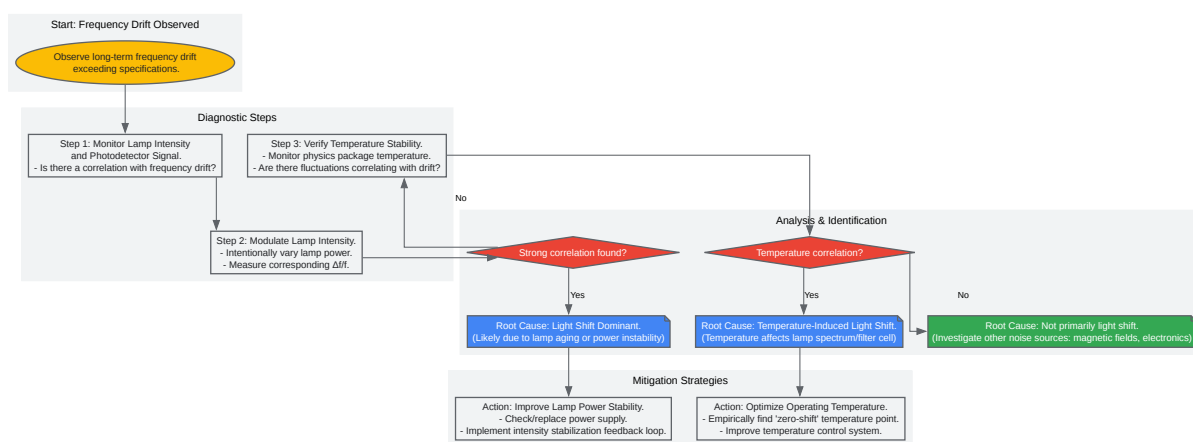 Start: Frequency Drift Observed
Observe long-term frequency drift
exceeding specifications.
Diagnostic Steps
Step 1: Monitor Lamp Intensity
and Photodetector Signal.
- Is there a correlation with frequency drift?
Step 3: Verify Temperature Stability.
- Monitor physics package temperature.
- Are there fluctuations correlating with drift?
Step 2: Modulate Lamp Intensity.
- Intentionally vary lamp power.
- Measure corresponding Δf/f.
No
Analysis & Identification
Strong correlation found?
Temperature correlation?
Yes
Yes
No
Root Cause: Light Shift Dominant.
(Likely due to lamp aging or power instability)
Root Cause: Temperature-Induced Light Shift.
(Temperature affects lamp spectrum/filter cell)
Root Cause: Not primarily light shift.
(Investigate other noise sources: magnetic fields, electronics)
Mitigation Strategies
Action: Improve Lamp Power Stability.
- Check/replace power supply.
- Implement intensity stabilization feedback loop.
Action: Optimize Operating Temperature.
- Empirically find 'zero-shift' temperature point.
- Improve temperature control system.